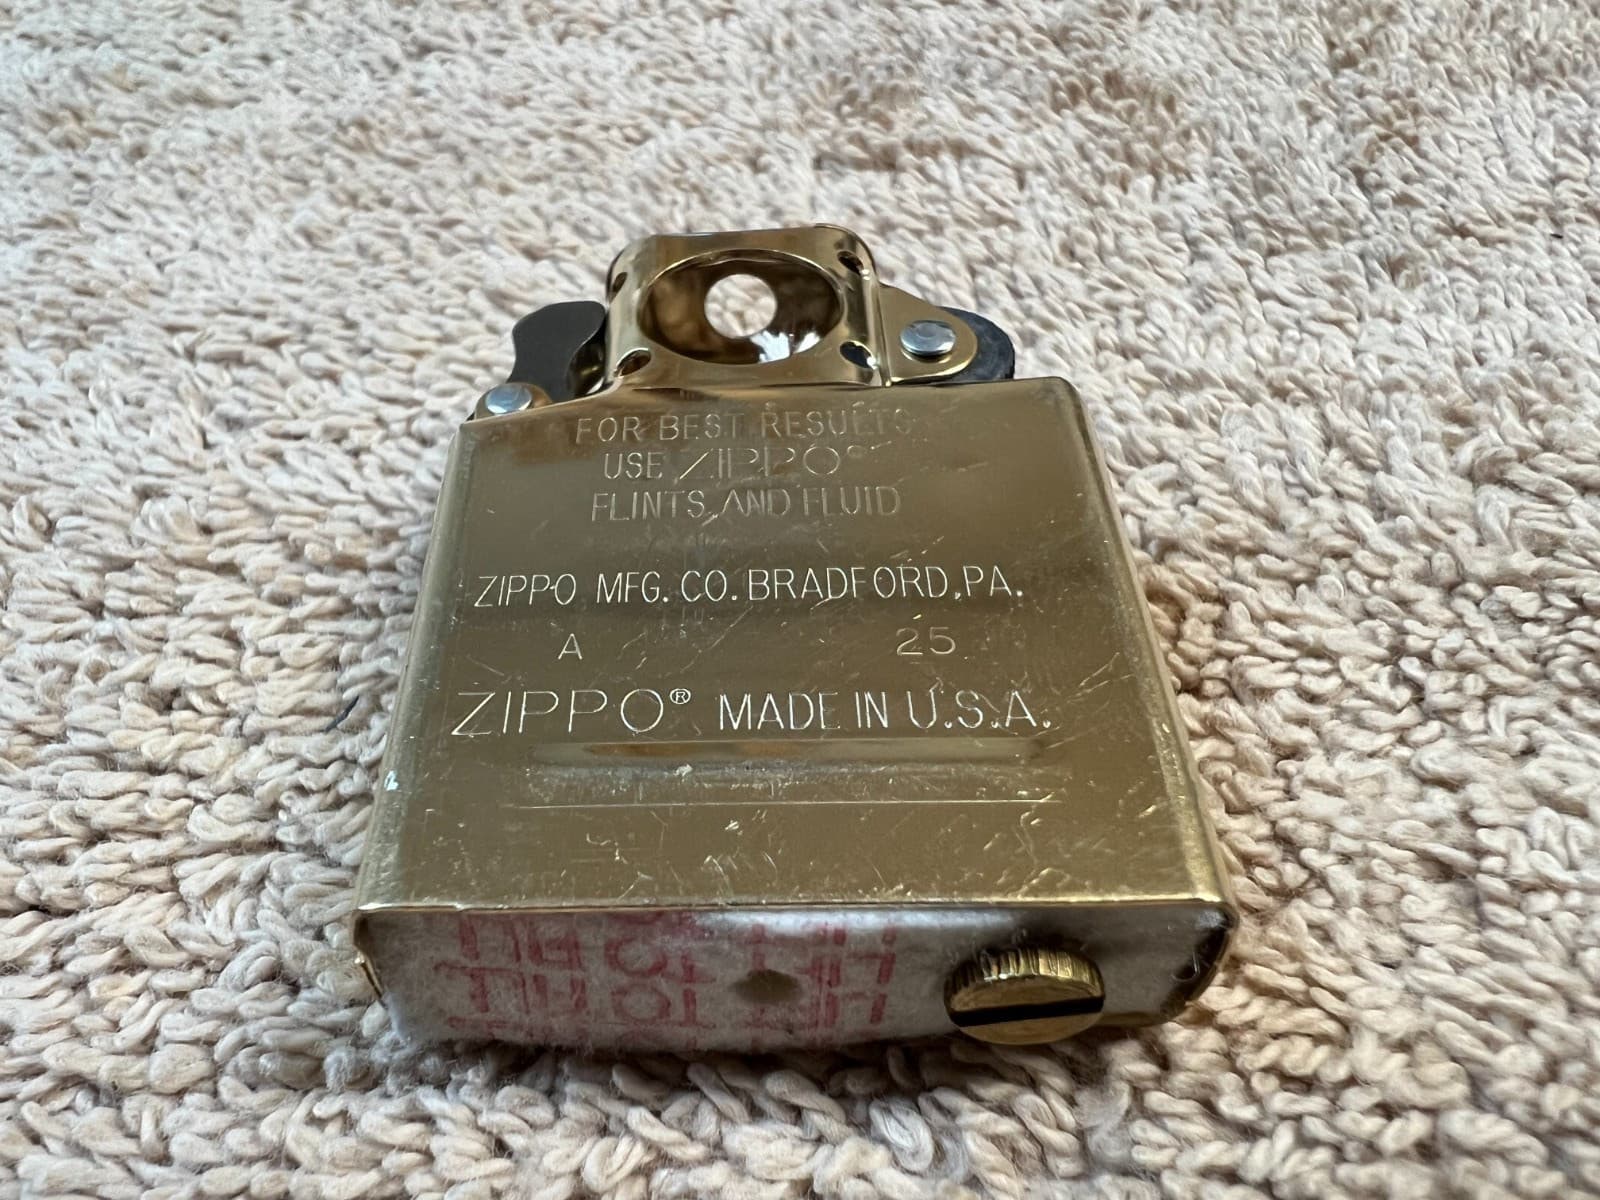 FOR BEST RESULTS
USE ZIPPO®
FLINTS AND FLUID
ZIPPO MFG. CO. BRADFORD, PA.
A 25
ZIPPO® MADE IN U.S.A.